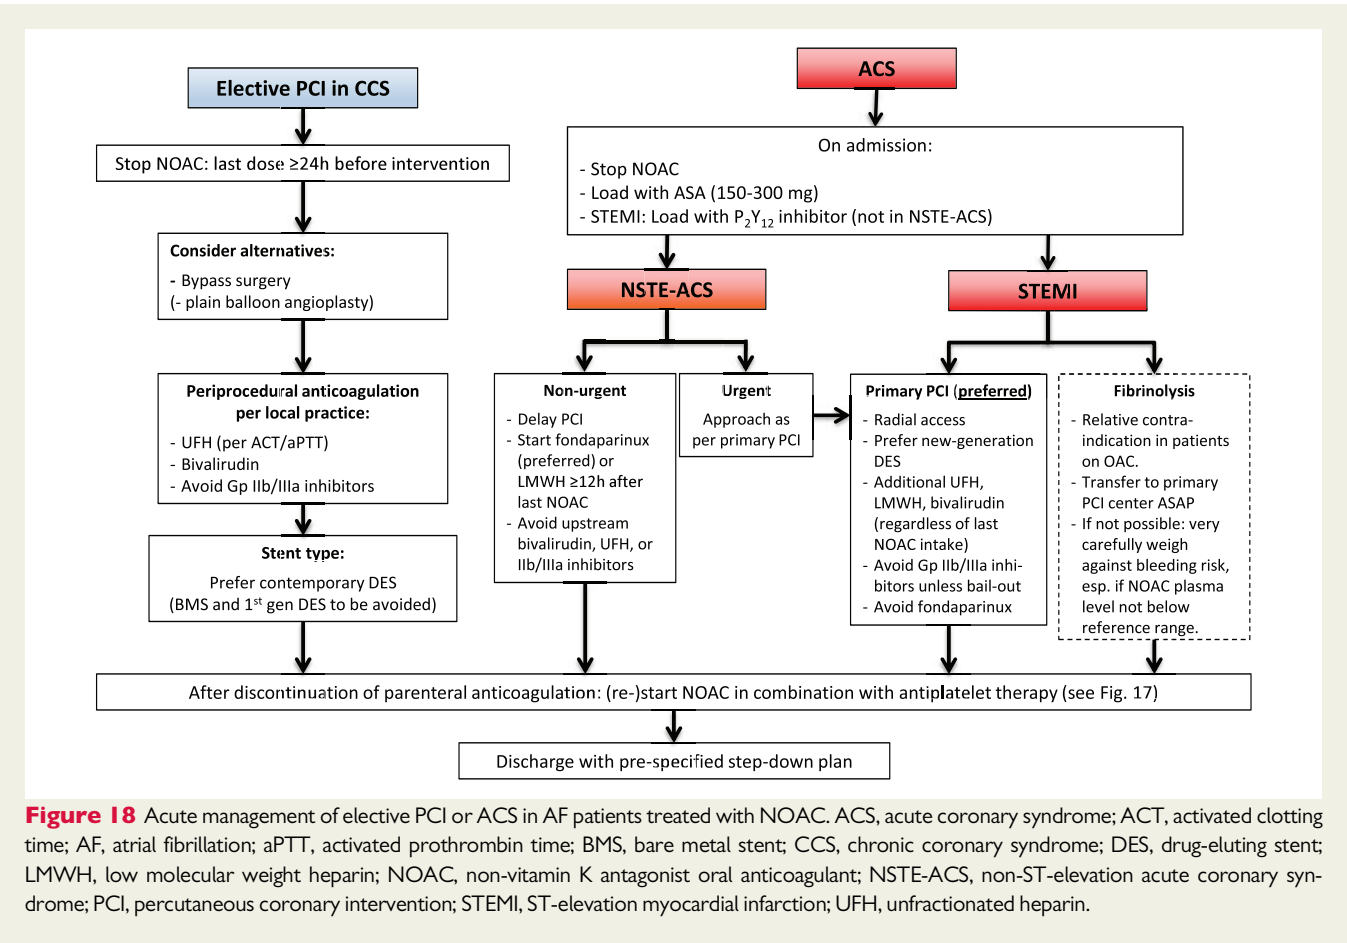 Elective PCI in CCS
Stop NOAC: last dose ≥24h before intervention
Consider alternatives:
- Bypass surgery
(- plain balloon angioplasty)
Periprocedural anticoagulation
per local practice:
- UFH (per ACT/aPTT)
- Bivalirudin
- Avoid Gp IIb/IIIa inhibitors
Stent type:
Prefer contemporary DES
(BMS and 1st gen DES to be avoided)
ACS
On admission:
- Stop NOAC
- Load with ASA (150-300 mg)
- STEMI: Load with P2Y12 inhibitor (not in NSTE-ACS)
NSTE-ACS
STEMI
Non-urgent
- Delay PCI
- Start fondaparinux
(preferred) or
LMWH ≥12h after
last NOAC
- Avoid upstream
bivalirudin, UFH, or
IIb/IIIa inhibitors
Urgent
Approach as
per primary PCI
Primary PCI (preferred)
- Radial access
- Prefer new-generation
DES
- Additional UFH,
LMWH, bivalirudin
(regardless of last
NOAC intake)
- Avoid Gp IIb/IIIa inhi-
bitors unless bail-out
- Avoid fondaparinux
Fibrinolysis
- Relative contra-
indication in patients
on OAC.
- Transfer to primary
PCI center ASAP
- If not possible: very
carefully weigh
against bleeding risk,
esp. if NOAC plasma
level not below
reference range.
After discontinuation of parenteral anticoagulation: (re-)start NOAC in combination with antiplatelet therapy (see Fig. 17)
Discharge with pre-specified step-down plan
Figure 18 Acute management of elective PCI or ACS in AF patients treated with NOAC. ACS, acute coronary syndrome; ACT, activated clotting
time; AF, atrial fibrillation; aPTT, activated prothrombin time; BMS, bare metal stent; CCS, chronic coronary syndrome; DES, drug-eluting stent;
LMWH, low molecular weight heparin; NOAC, non-vitamin K antagonist oral anticoagulant; NSTE-ACS, non-ST-elevation acute coronary syn-
drome; PCI, percutaneous coronary intervention; STEMI, ST-elevation myocardial infarction; UFH, unfractionated heparin.